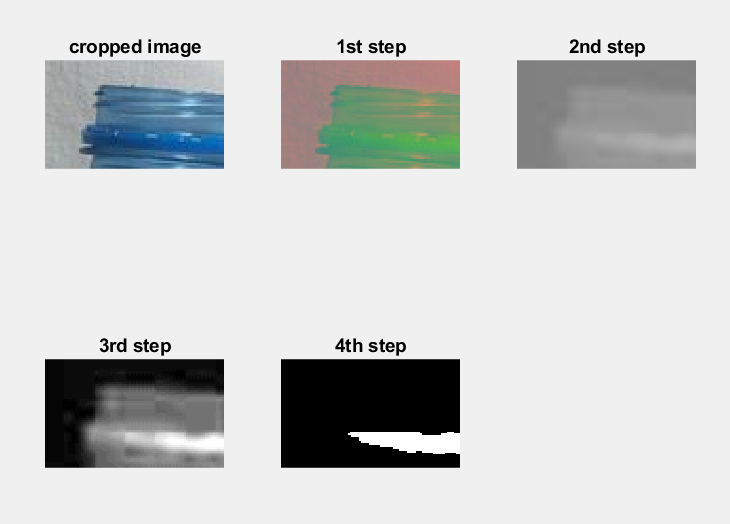 cropped image
1st step
2nd step
3rd step
4th step